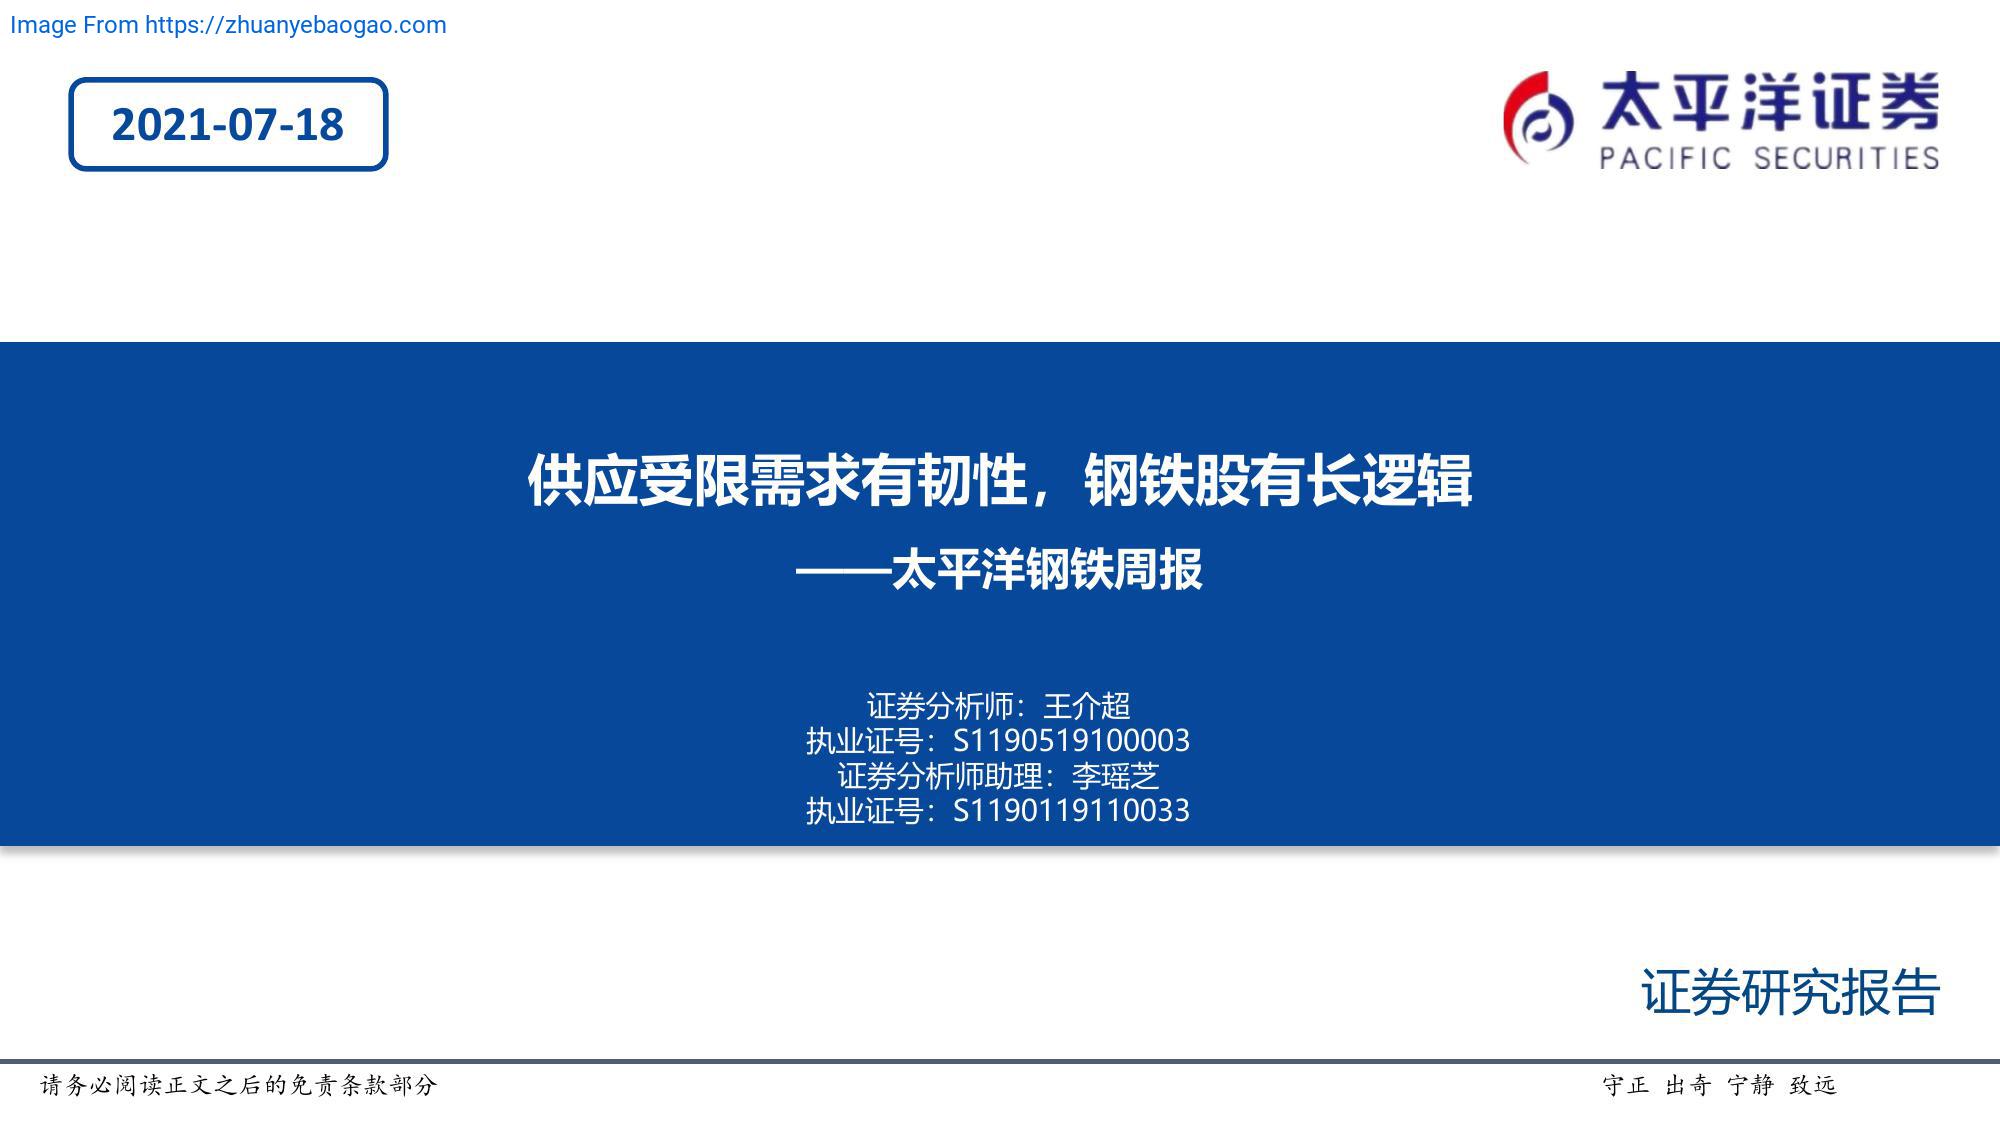 Image From https://zhuanyebaogao.com
2021-07-18
太平洋证券
PACIFIC SECURITIES
供应受限需求有韧性，钢铁股有长逻辑
——太平洋钢铁周报
证券分析师：王介超
执业证号：S1190519100003
证券分析师助理：李瑶芝
执业证号：S1190119110033
证券研究报告
请务必阅读正文之后的免责条款部分
守正 出奇 宁静 致远